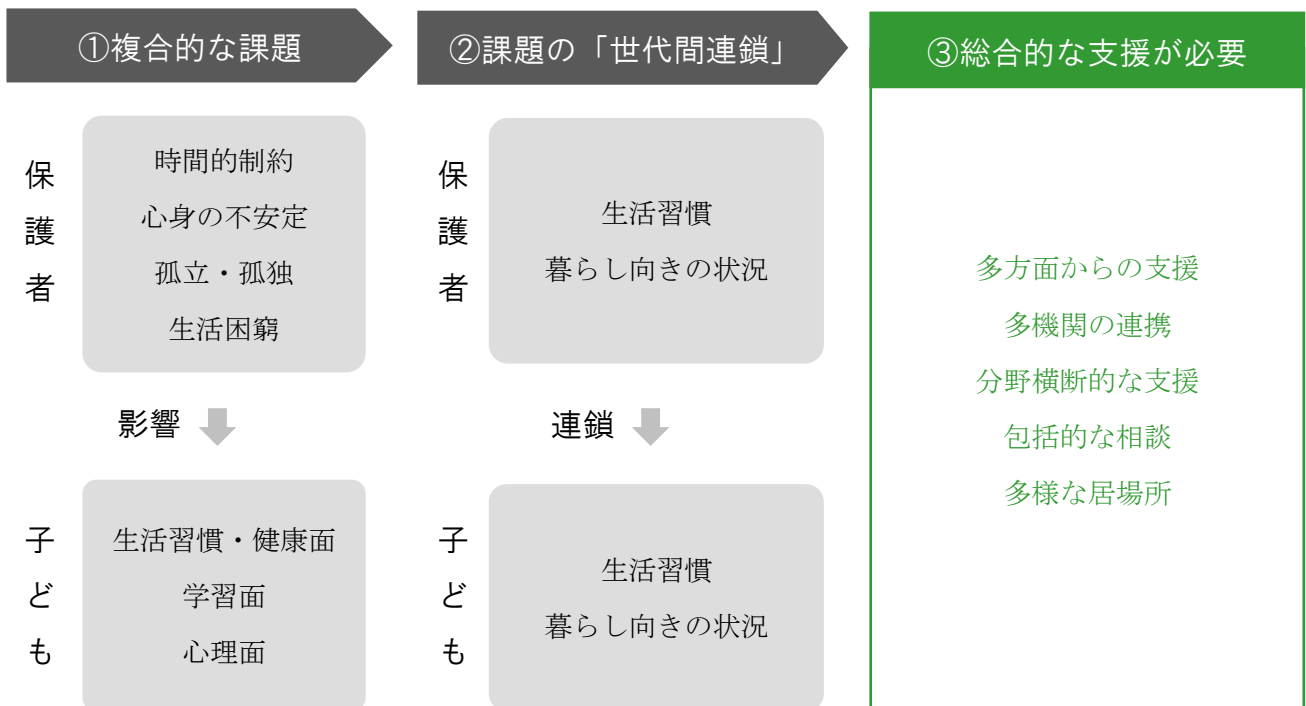 ①複合的な課題
保護者
時間的制約
心身の不安定
孤立・孤独
生活困窮
影響
子ども
生活習慣・健康面
学習面
心理面
②課題の「世代間連鎖」
保護者
生活習慣
暮らし向きの状況
連鎖
子ども
生活習慣
暮らし向きの状況
③総合的な支援が必要
多方面からの支援
多機関の連携
分野横断的な支援
包括的な相談
多様な居場所